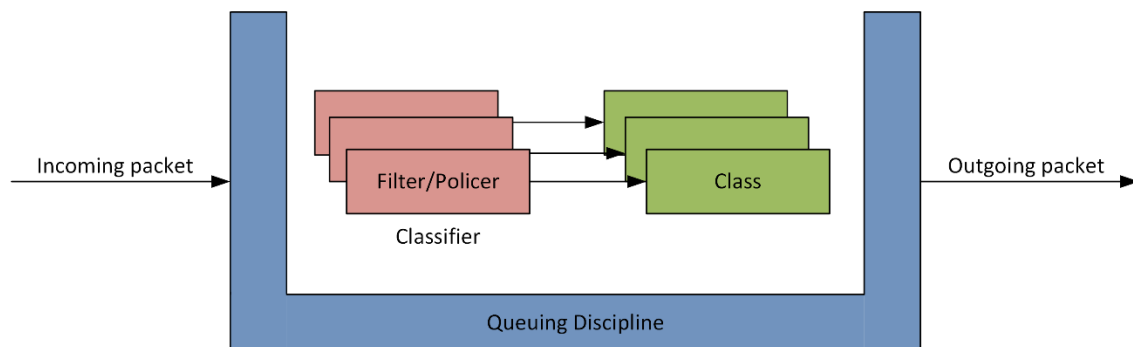 Incoming packet
Outgoing packet
Filter/Policer
Class
Classifier
Queuing Discipline